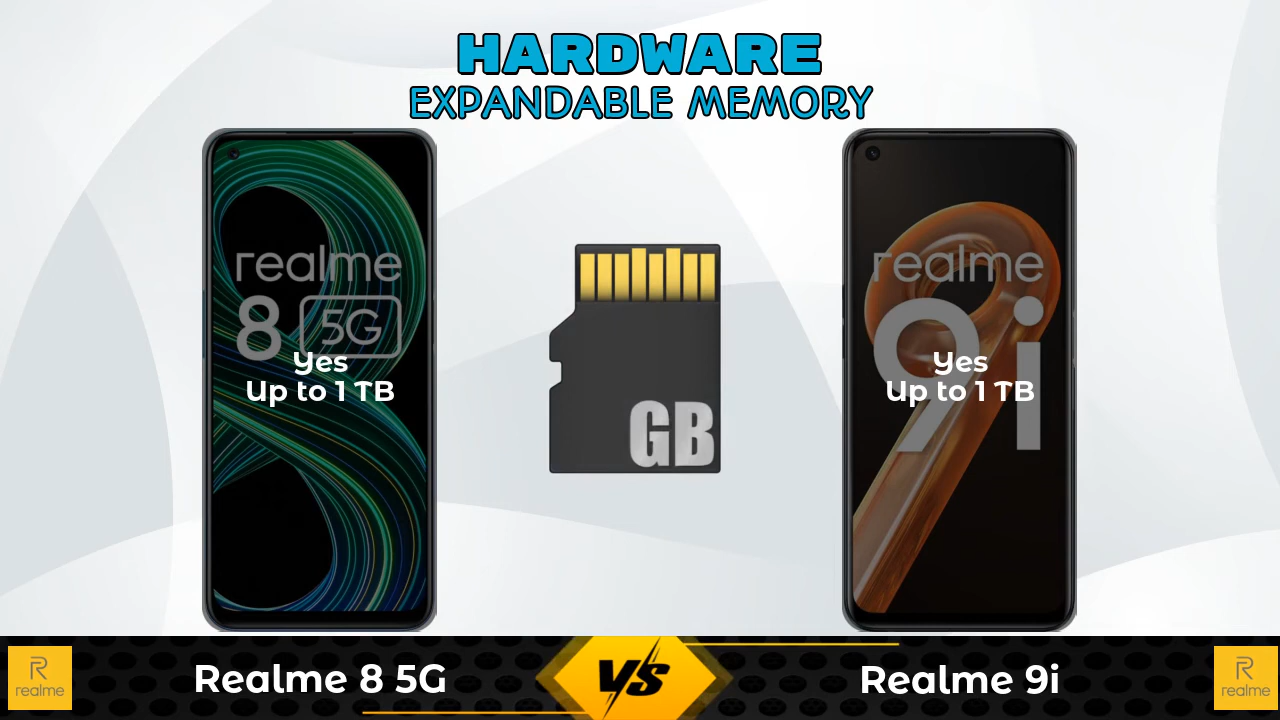 HARDWARE
EXPANDABLE MEMORY
realme
8 5G
Yes
Up to 1 TB
GB
realme
9i
Yes
Up to 1 TB
R
realme
Realme 8 5G
VS
Realme 9i
R
realme